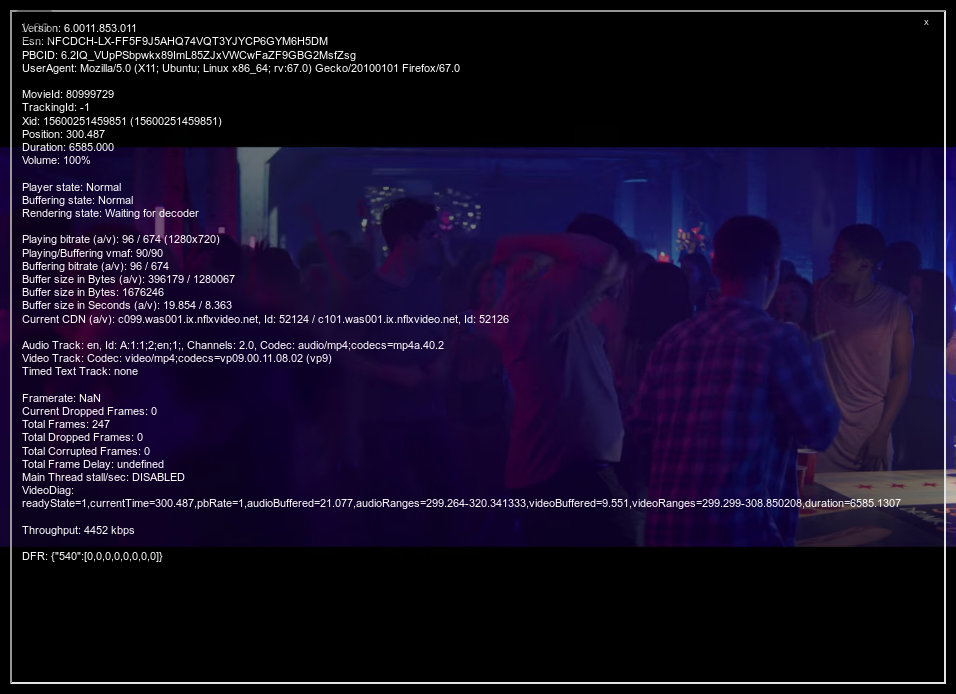 Version: 6.0011.853.011
Esn: NFCDCH-LX-FF5F9J5AHQ74VQT3YJYCP6GYM6H5DM
PBCID: 6.2IQ_VUpPSbpwkx89ImL85ZJxVWCwFaZF9GBG2MsfZsg
UserAgent: Mozilla/5.0 (X11; Ubuntu; Linux x86_64; rv:67.0) Gecko/20100101 Firefox/67.0
MovieId: 80999729
TrackingId: -1
Xid: 15600251459851 (15600251459851)
Position: 300.487
Duration: 6585.000
Volume: 100%
Player state: Normal
Buffering state: Normal
Rendering state: Waiting for decoder
Playing bitrate (a/v): 96 / 674 (1280x720)
Playing/Buffering vmaf: 90/90
Buffering bitrate (a/v): 96 / 674
Buffer size in Bytes (a/v): 396179 / 1280067
Buffer size in Bytes: 1676246
Buffer size in Seconds (a/v): 19.854 / 8.363
Current CDN (a/v): c099.was001.ix.nflxvideo.net, Id: 52124 / c101.was001.ix.nflxvideo.net, Id: 52126
Audio Track: en, Id: A:1:1;2;en;1;, Channels: 2.0, Codec: audio/mp4;codecs=mp4a.40.2
Video Track: Codec: video/mp4;codecs=vp09.00.11.08.02 (vp9)
Timed Text Track: none
Framerate: NaN
Current Dropped Frames: 0
Total Frames: 247
Total Dropped Frames: 0
Total Corrupted Frames: 0
Total Frame Delay: undefined
Main Thread stall/sec: DISABLED
VideoDiag:
readyState=1,currentTime=300.487,pbRate=1,audioBuffered=21.077,audioRanges=299.264-320.341333,videoBuffered=9.551,videoRanges=299.299-308.850208,duration=6585.1307
Throughput: 4452 kbps
DFR: {"540":[0,0,0,0,0,0,0,0]}
x